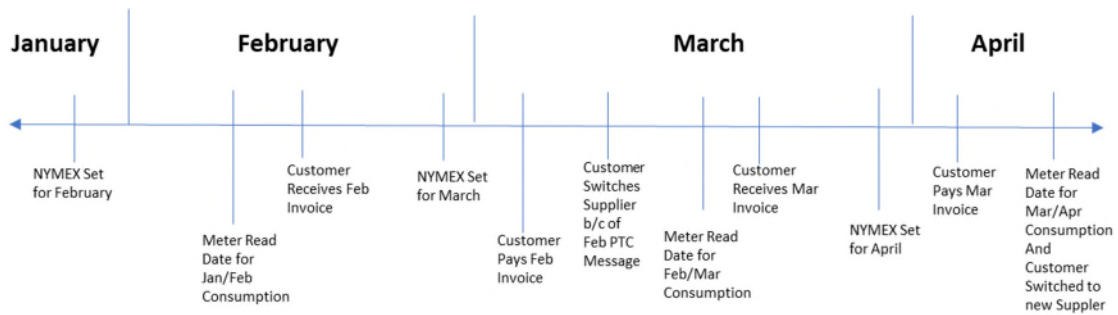 January
February
March
April
NYMEX Set
for February
Meter Read
Date for
Jan/Feb
Consumption
Customer
Receives Feb
Invoice
NYMEX Set
for March
Customer
Pays Feb
Invoice
Customer
Switches
Supplier
b/c of
Feb PTC
Message
Meter Read
Date for
Feb/Mar
Consumption
Customer
Receives Mar
Invoice
NYMEX Set
for April
Customer
Pays Mar
Invoice
Meter Read
Date for
Mar/Apr
Consumption
And
Customer
Switched to
new Suppler